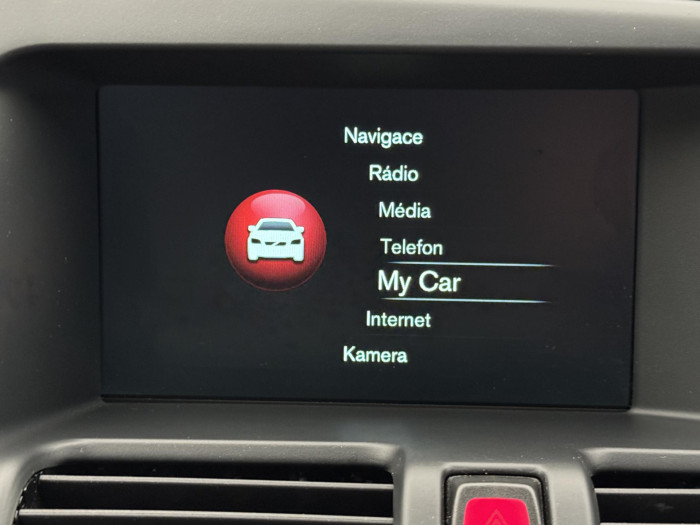 Navigace
Rádio
Média
Telefon
My Car
Internet
Kamera